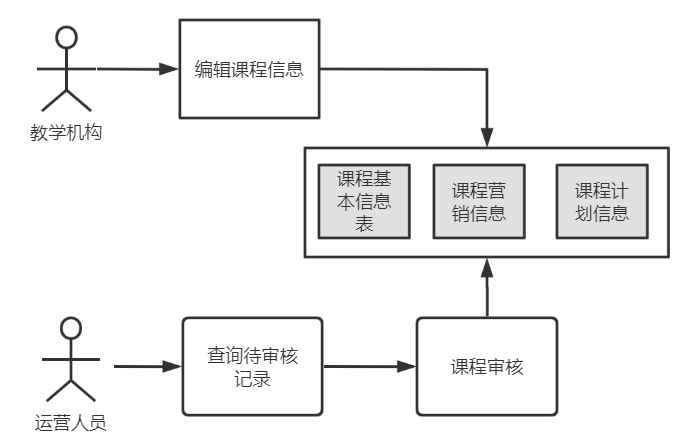 编辑课程信息
教学机构
课程基
本信息
表
课程营
销信息
课程计
划信息
查询待审核
记录
课程审核
运营人员